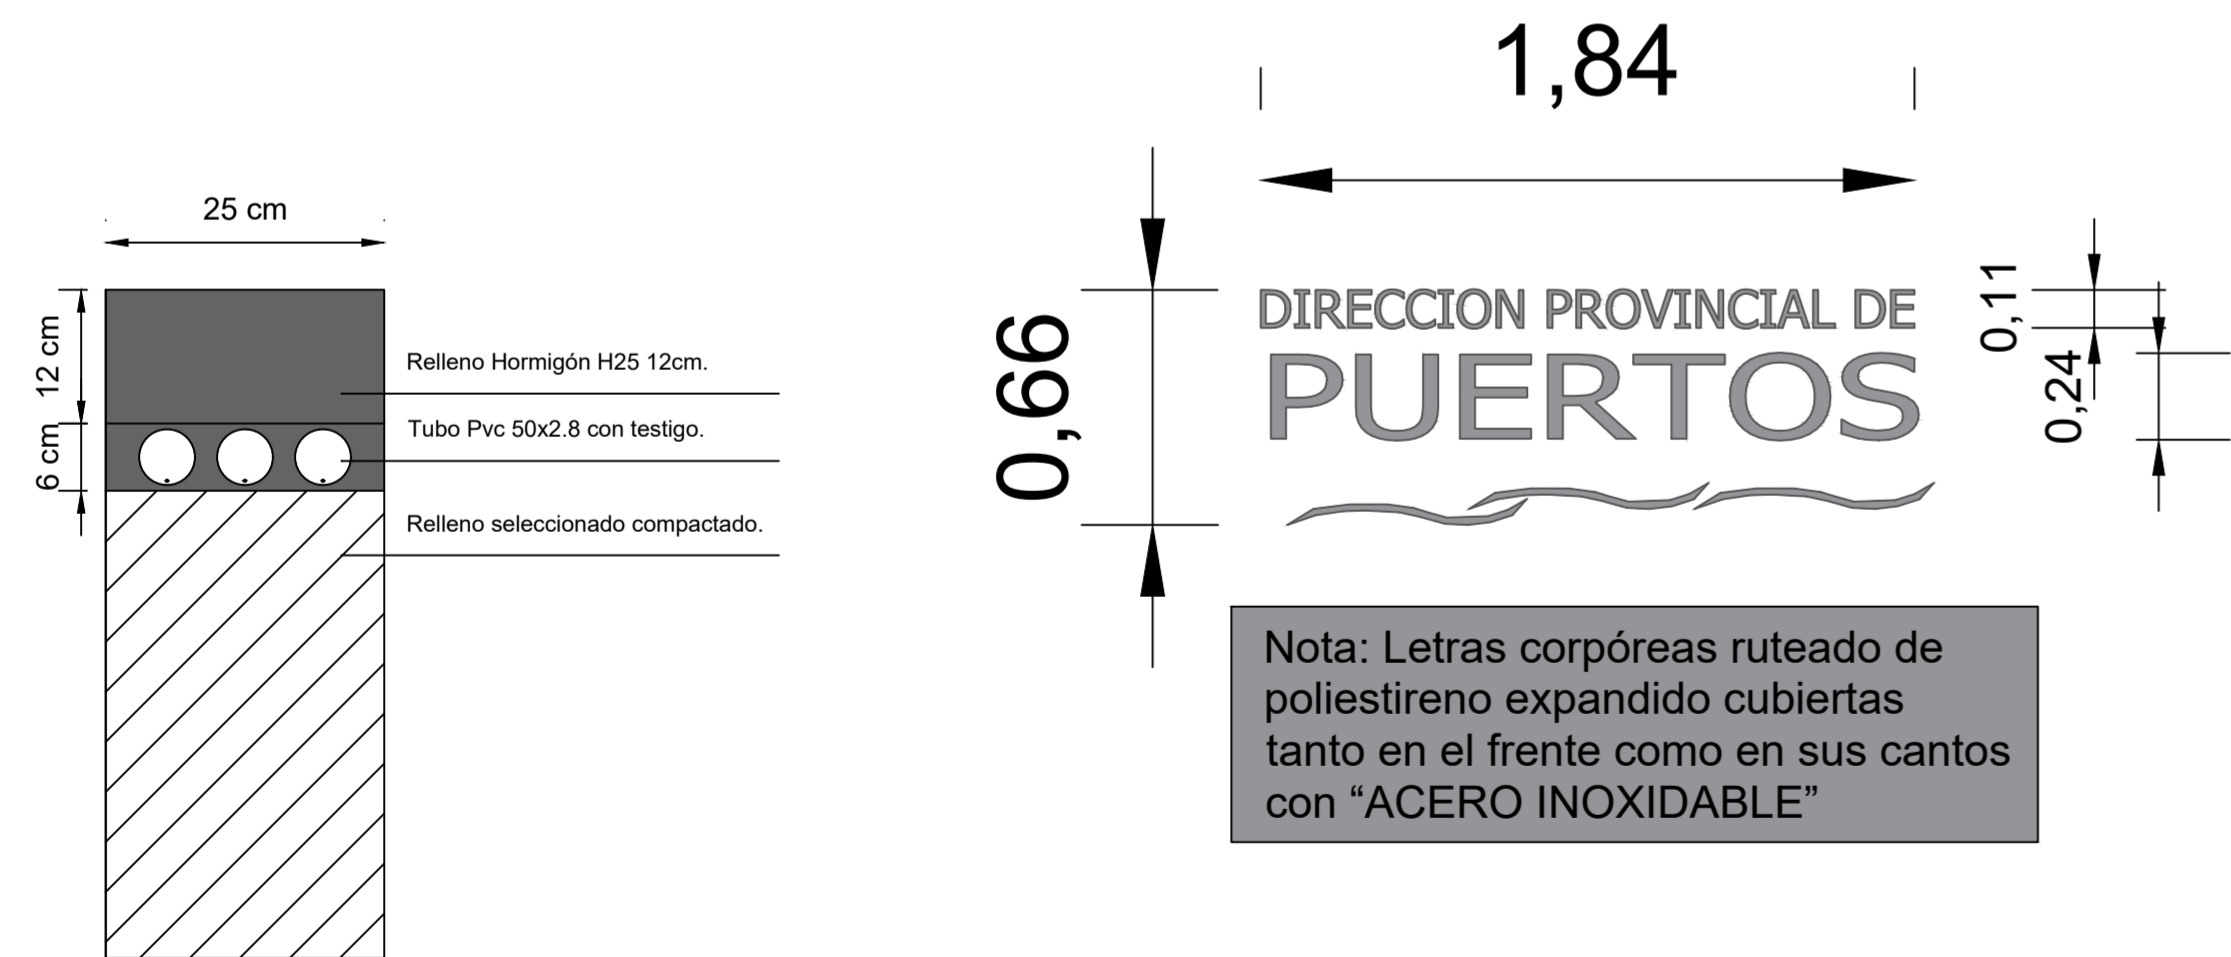 25 cm
12 cm
6 cm
Relleno Hormigón H25 12cm.
Tubo Pvc 50x2.8 con testigo.
Relleno seleccionado compactado.
1,84
0,66
DIRECCION PROVINCIAL DE
PUERTOS
0,11
0,24
Nota: Letras corpóreas ruteado de
poliestireno expandido cubiertas
tanto en el frente como en sus cantos
con “ACERO INOXIDABLE”